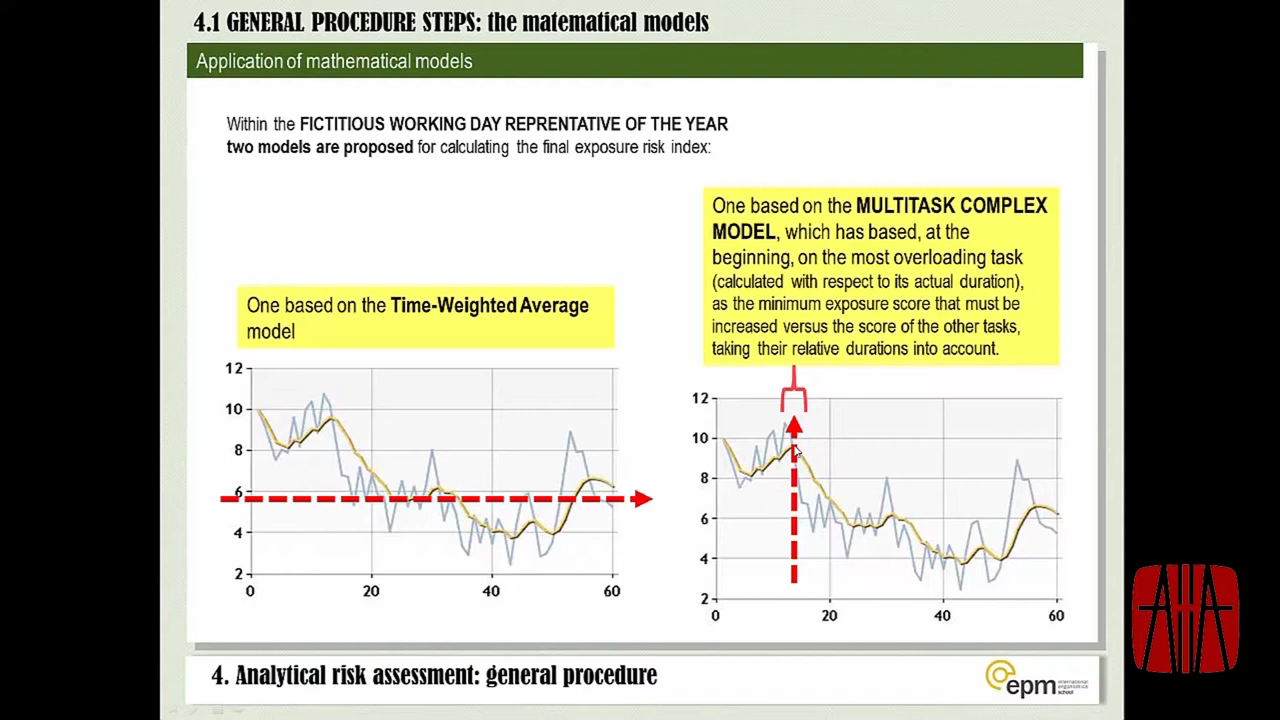 4.1 GENERAL PROCEDURE STEPS: the matematical models
Application of mathematical models
Within the FICTITIOUS WORKING DAY REPRENTATIVE OF THE YEAR
two models are proposed for calculating the final exposure risk index:
One based on the Time-Weighted Average
model
12
10
8
6
4
2
0
20
40
60
One based on the MULTITASK COMPLEX
MODEL, which has based, at the
beginning, on the most overloading task
(calculated with respect to its actual duration),
as the minimum exposure score that must be
increased versus the score of the other tasks,
taking their relative durations into account.
12
10
8
6
4
2
0
20
40
60
4. Analytical risk assessment: general procedure
epm
international
ergonomics
school